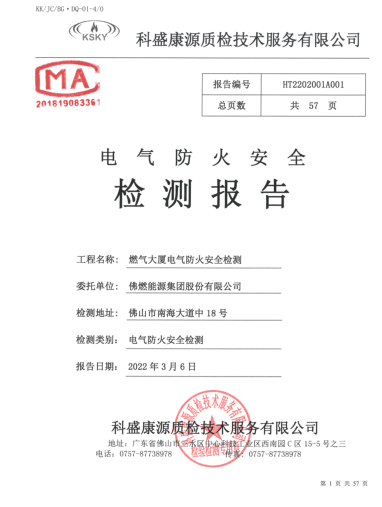 KK/JC/BG·DQ-01-4/0
KSKY
科盛康源质检技术服务有限公司
MA
201819083361
报告编号 HT2202001A001
总页数 共 57 页
电气防火安全
检测报告
工程名称： 燃气大厦电气防火安全检测
委托单位: 佛燃能源集团股份有限公司
检测地址: 佛山市南海大道中 18 号
检测类别： 电气防火安全检测
报告日期： 2022 年 3 月 6 日
科盛康源质检技术服务有限公司
地址：广东省佛山市三水区中心科技工业区西南园 C 区 15-5 号之三
电话：0757-87738978 传真：0757-87738978
第 1 页 共 57 页